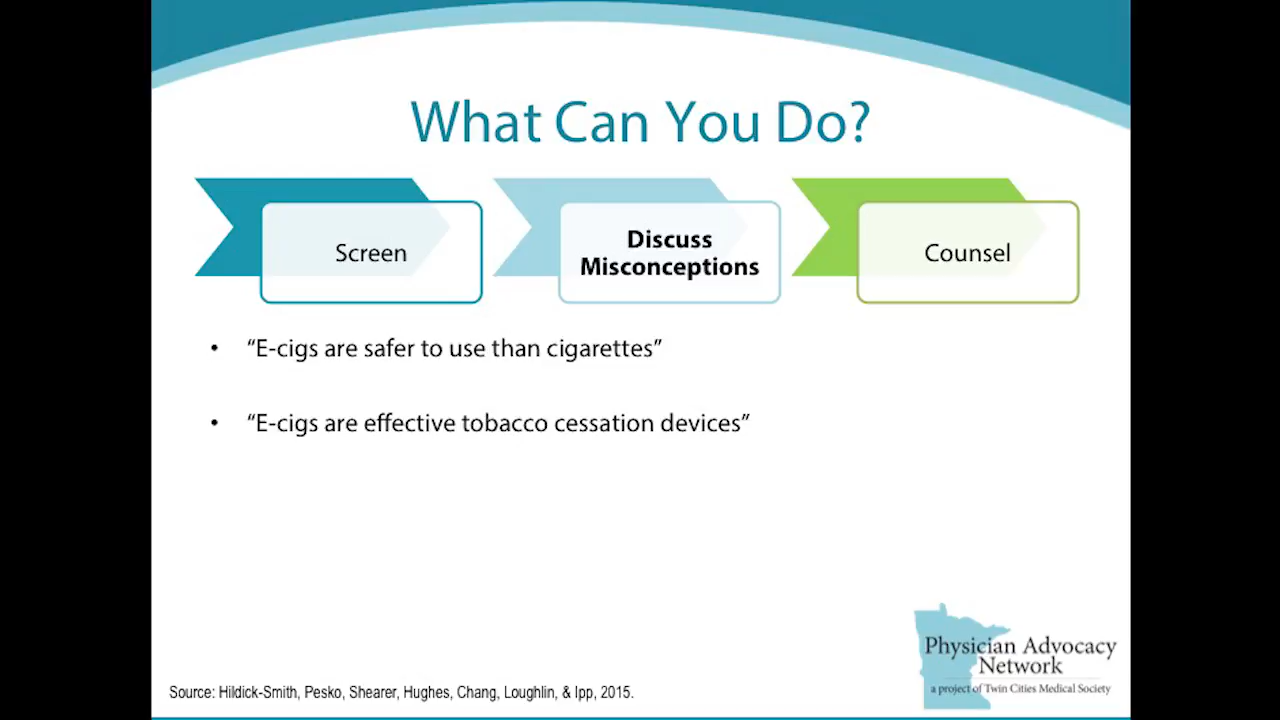 What Can You Do?
Screen
Discuss
Misconceptions
Counsel
• “E-cigs are safer to use than cigarettes”
• “E-cigs are effective tobacco cessation devices”
Physician Advocacy
Network
a project of Twin Cities Medical Society
Source: Hildick-Smith, Pesko, Shearer, Hughes, Chang, Loughlin, & Ipp, 2015.